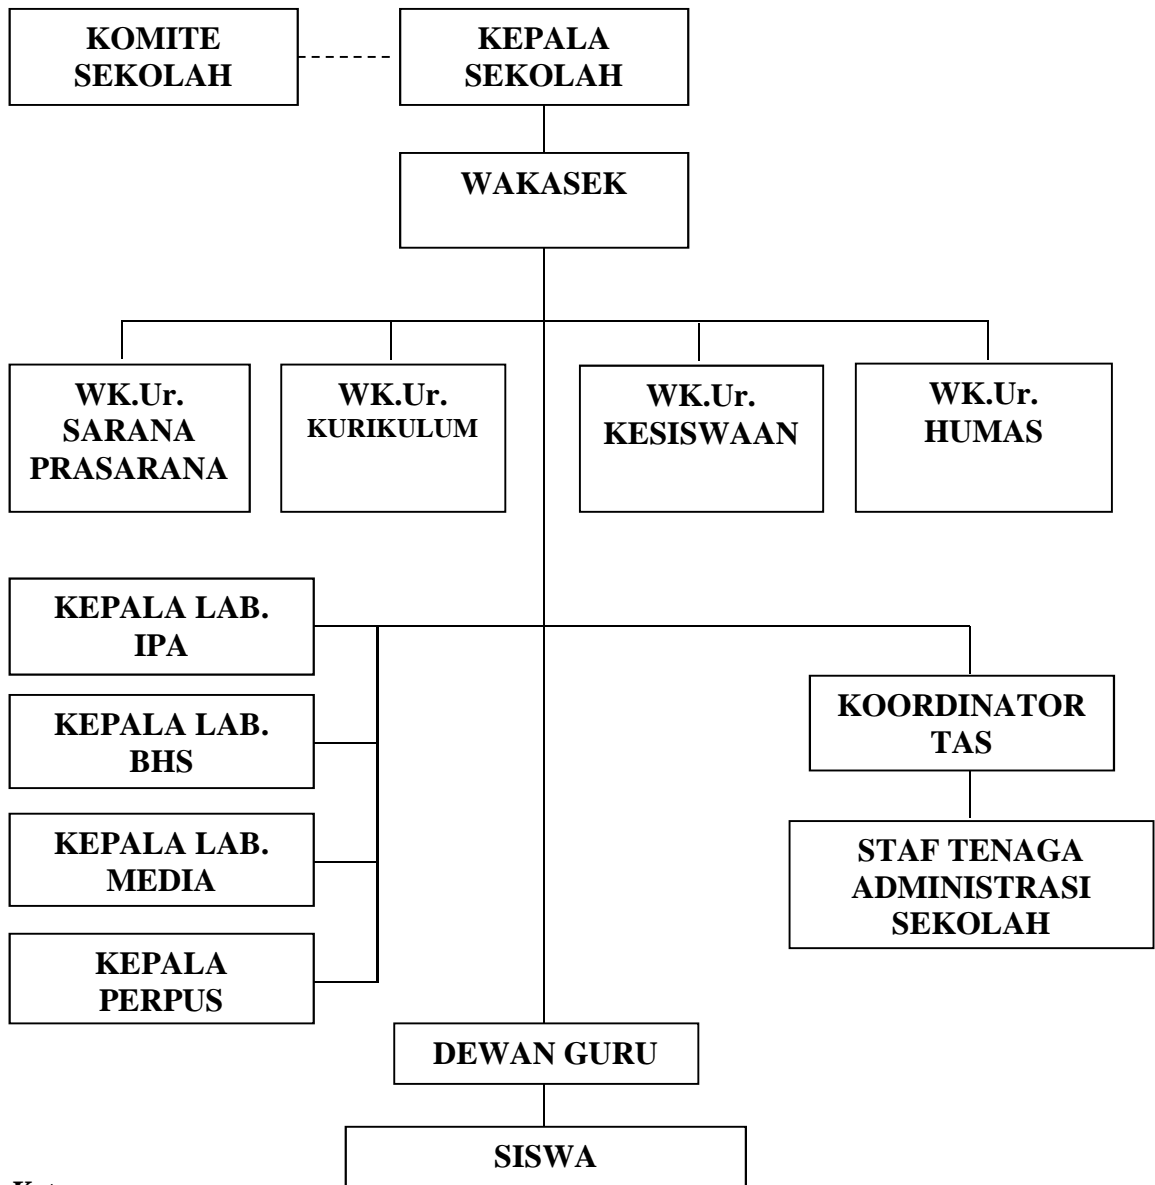 KOMITE
SEKOLAH
KEPALA
SEKOLAH
WAKASEK
WK.Ur.
SARANA
PRASARANA
WK.Ur.
KURIKULUM
WK.Ur.
KESISWAAN
WK.Ur.
HUMAS
KEPALA LAB.
IPA
KEPALA LAB.
BHS
KEPALA LAB.
MEDIA
KEPALA
PERPUS
KOORDINATOR
TAS
STAF TENAGA
ADMINISTRASI
SEKOLAH
DEWAN GURU
SISWA